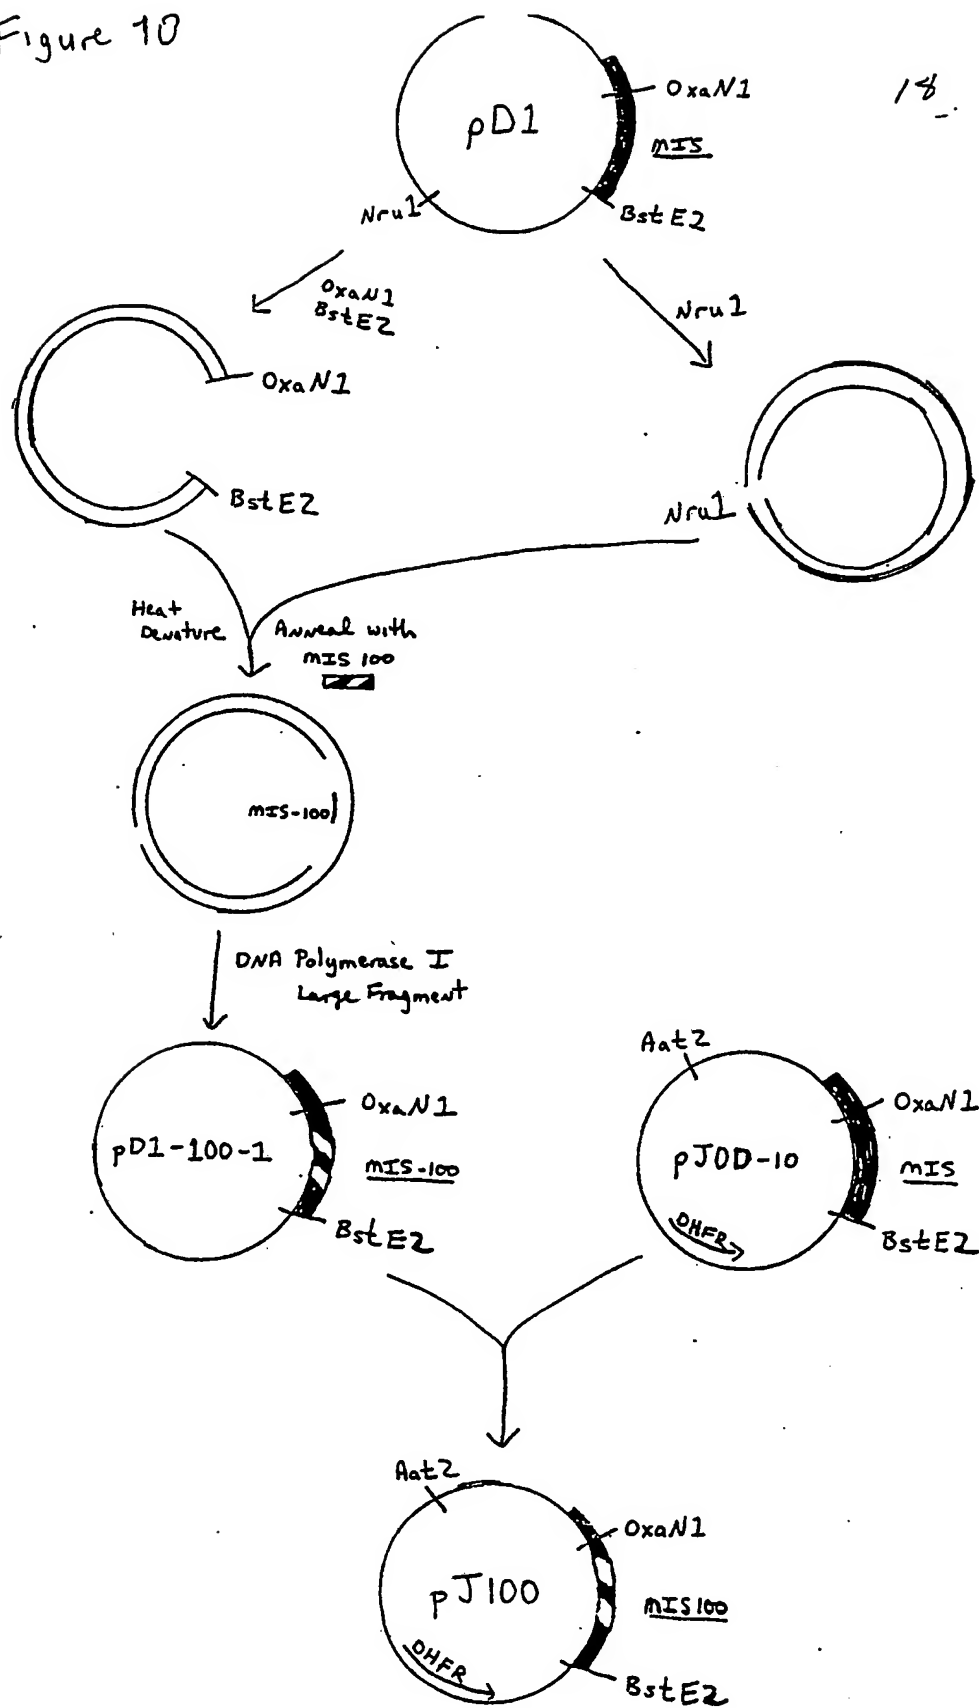 Figure 10
18
pD1
OxaN1
MIS
Nru1
BstE2
OxaN1
BstE2
Nru1
OxaN1
BstE2
Nru1
Heat
Denature
Anneal with
MIS 100
MIS-100
DNA Polymerase I
Large Fragment
pD1-100-1
OxaN1
MIS-100
BstE2
Aat2
pJOD-10
OxaN1
MIS
DHFR
BstE2
Aat2
pJ100
OxaN1
MIS100
DHFR
BstE2